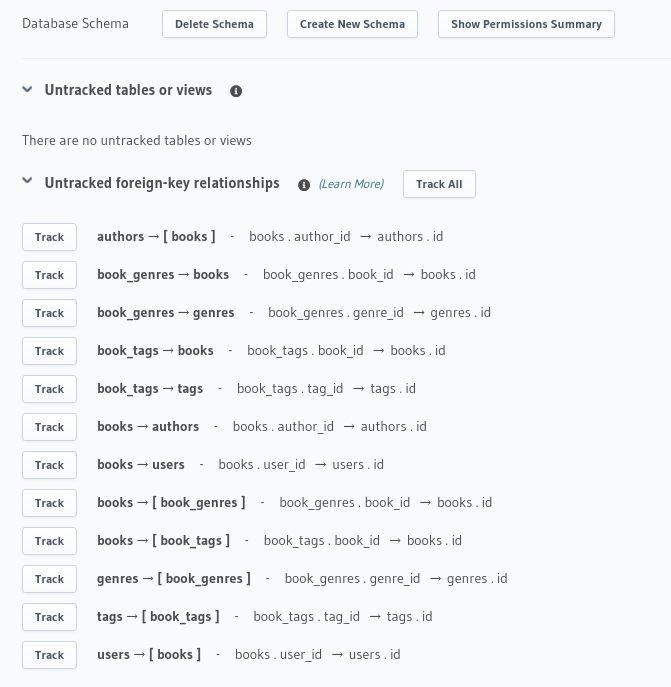 Database Schema Delete Schema Create New Schema Show Permissions Summary
Untracked tables or views
There are no untracked tables or views
Untracked foreign-key relationships (Learn More) Track All
Track authors → [ books ] - books . author_id → authors . id
Track book_genres → books - book_genres . book_id → books . id
Track book_genres → genres - book_genres . genre_id → genres . id
Track book_tags → books - book_tags . book_id → books . id
Track book_tags → tags - book_tags . tag_id → tags . id
Track books → authors - books . author_id → authors . id
Track books → users - books . user_id → users . id
Track books → [ book_genres ] - book_genres . book_id → books . id
Track books → [ book_tags ] - book_tags . book_id → books . id
Track genres → [ book_genres ] - book_genres . genre_id → genres . id
Track tags → [ book_tags ] - book_tags . tag_id → tags . id
Track users → [ books ] - books . user_id → users . id